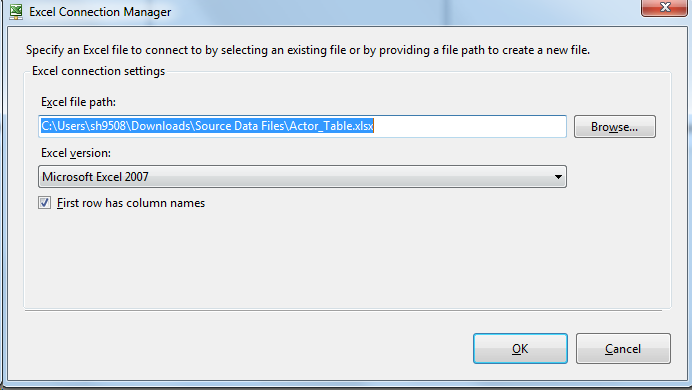 Excel Connection Manager
Specify an Excel file to connect to by selecting an existing file or by providing a file path to create a new file.
Excel connection settings
Excel file path:
C:\Users\sh9508\Downloads\Source Data Files\Actor_Table.xlsx
Browse...
Excel version:
Microsoft Excel 2007
First row has column names
OK
Cancel